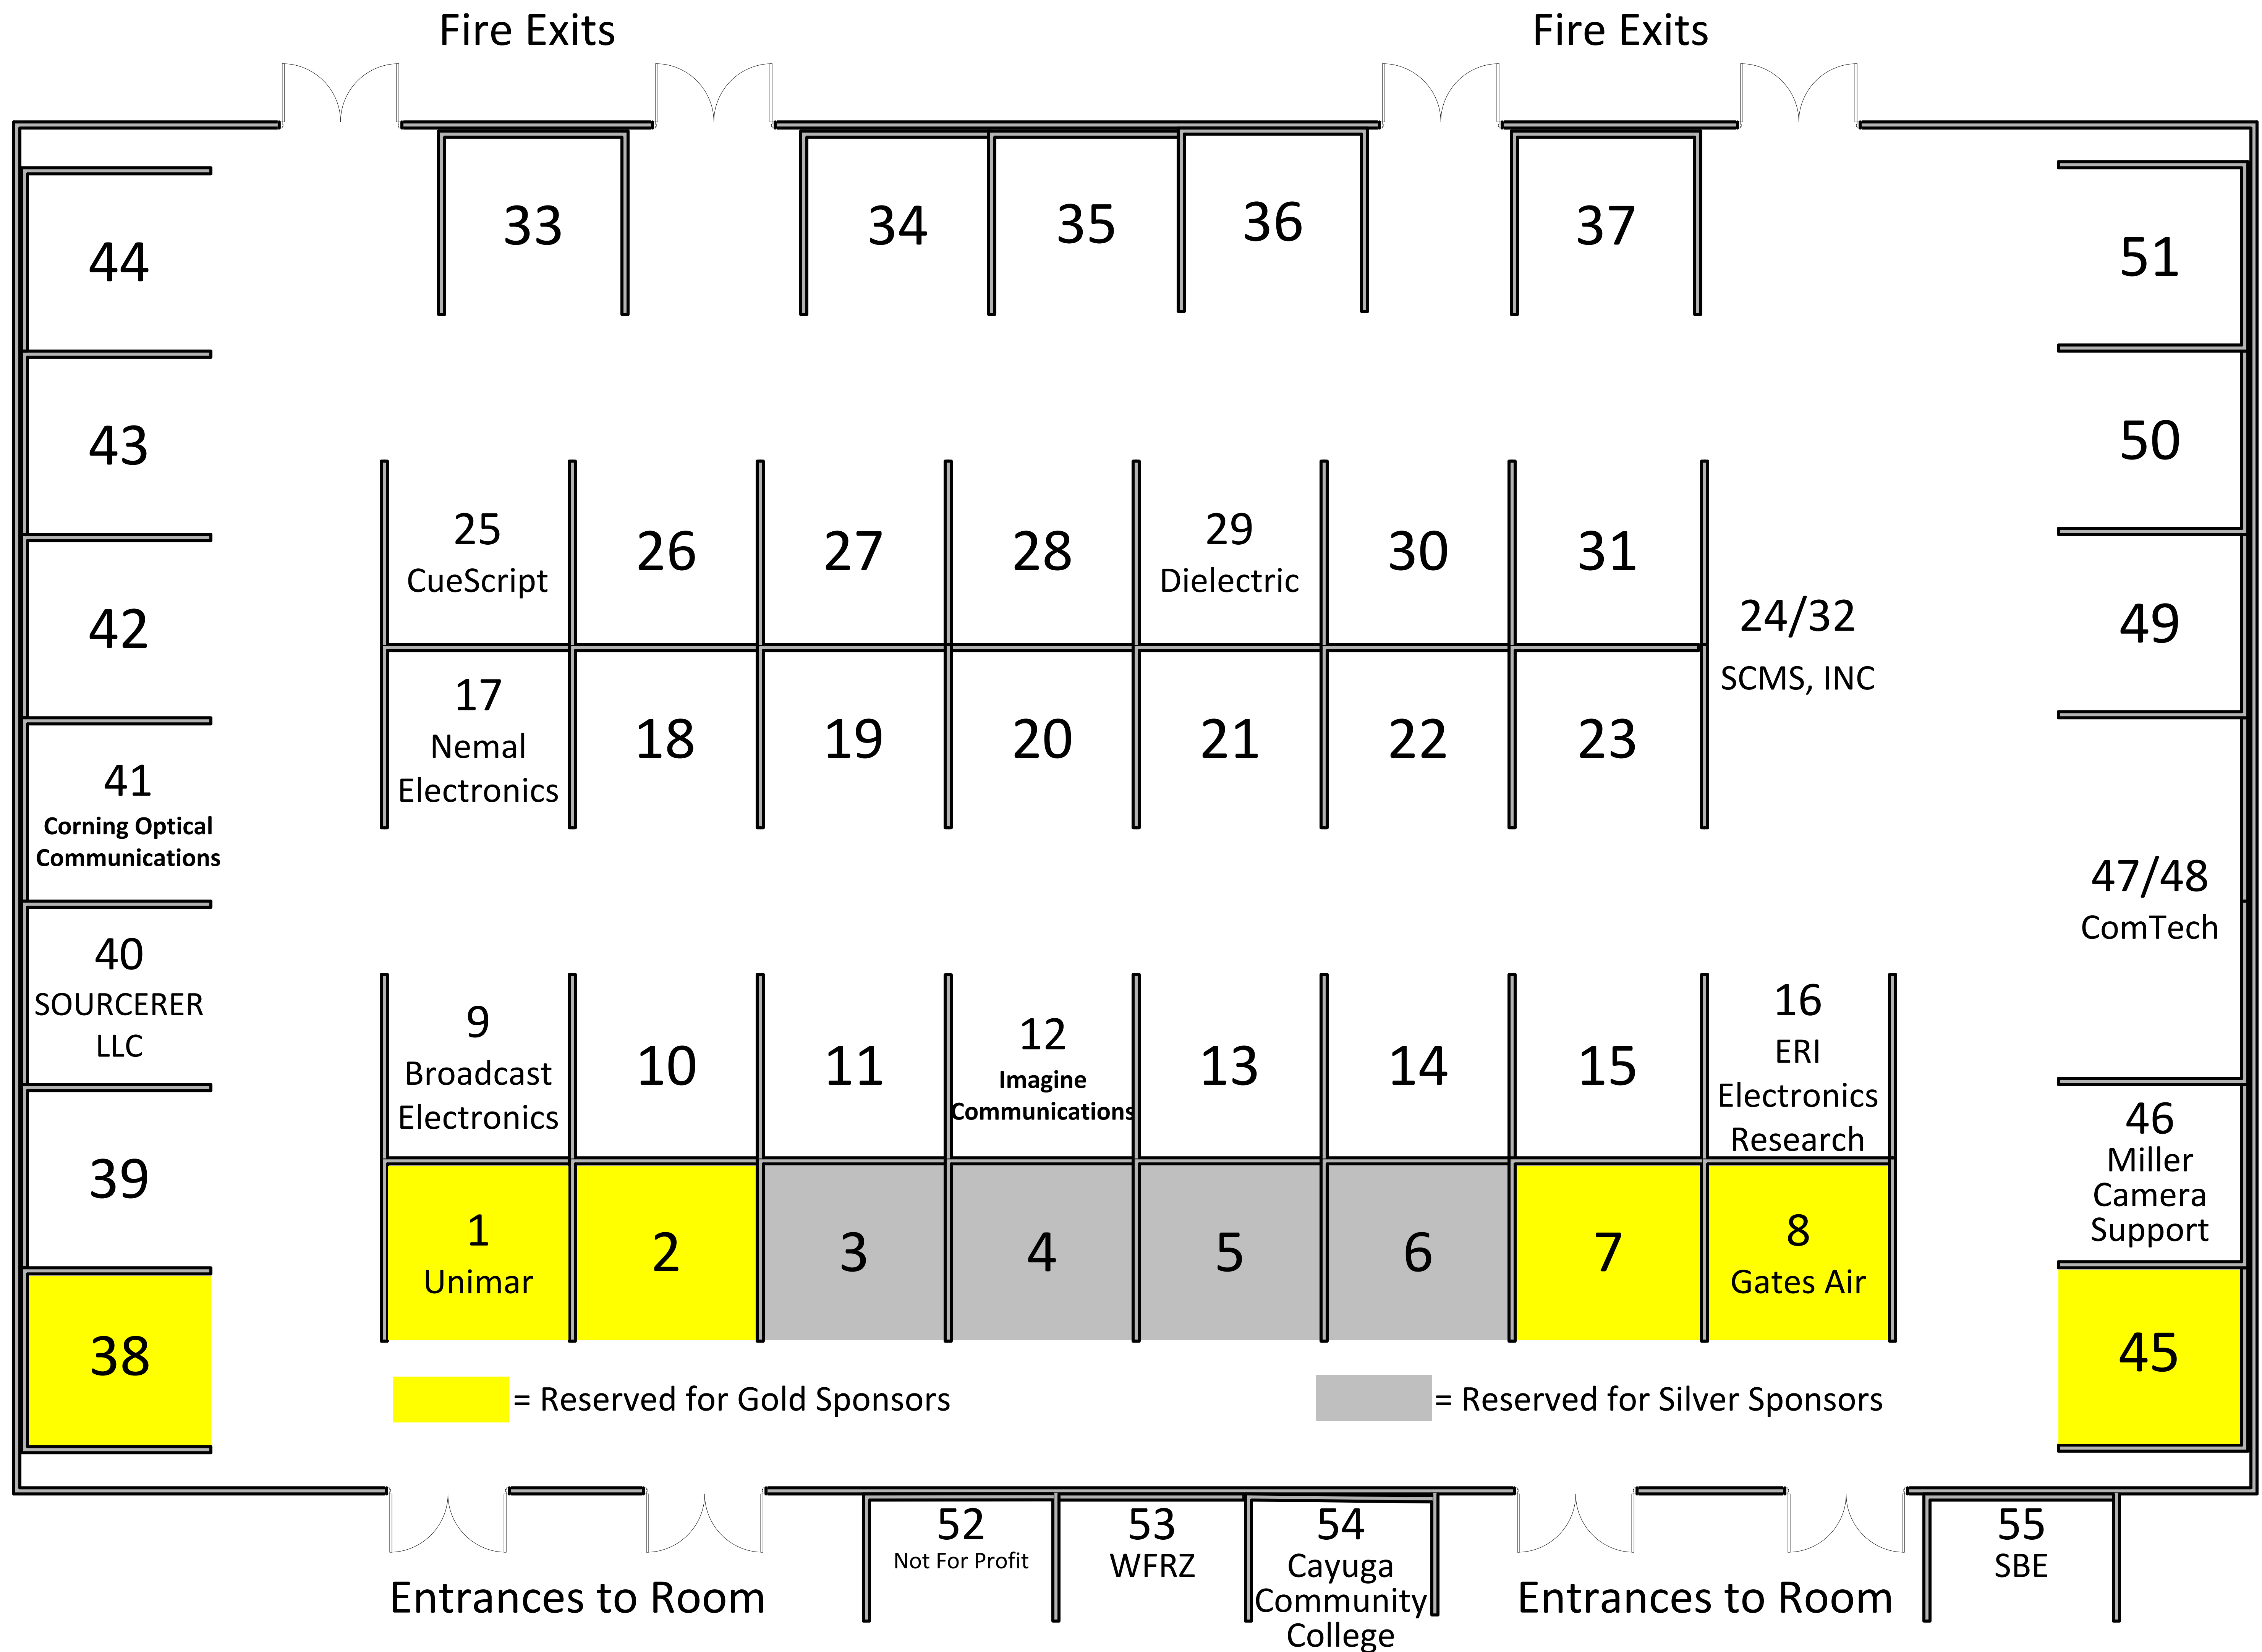 Fire Exits
Fire Exits
33
34
35
36
37
44
51
43
50
25
CueScript
26
27
28
29
Dielectric
30
31
24/32
SCMS, INC
42
49
17
Nemal
Electronics
18
19
20
21
22
23
41
Corning Optical
Communications
47/48
ComTech
40
SOURCERER
LLC
9
Broadcast
Electronics
10
11
12
Imagine
Communications
13
14
15
16
ERI
Electronics
Research
46
Miller
Camera
Support
39
1
Unimar
2
3
4
5
6
7
8
Gates Air
38
45
= Reserved for Gold Sponsors
= Reserved for Silver Sponsors
52
Not For Profit
53
WFRZ
54
Cayuga
Community
College
55
SBE
Entrances to Room
Entrances to Room